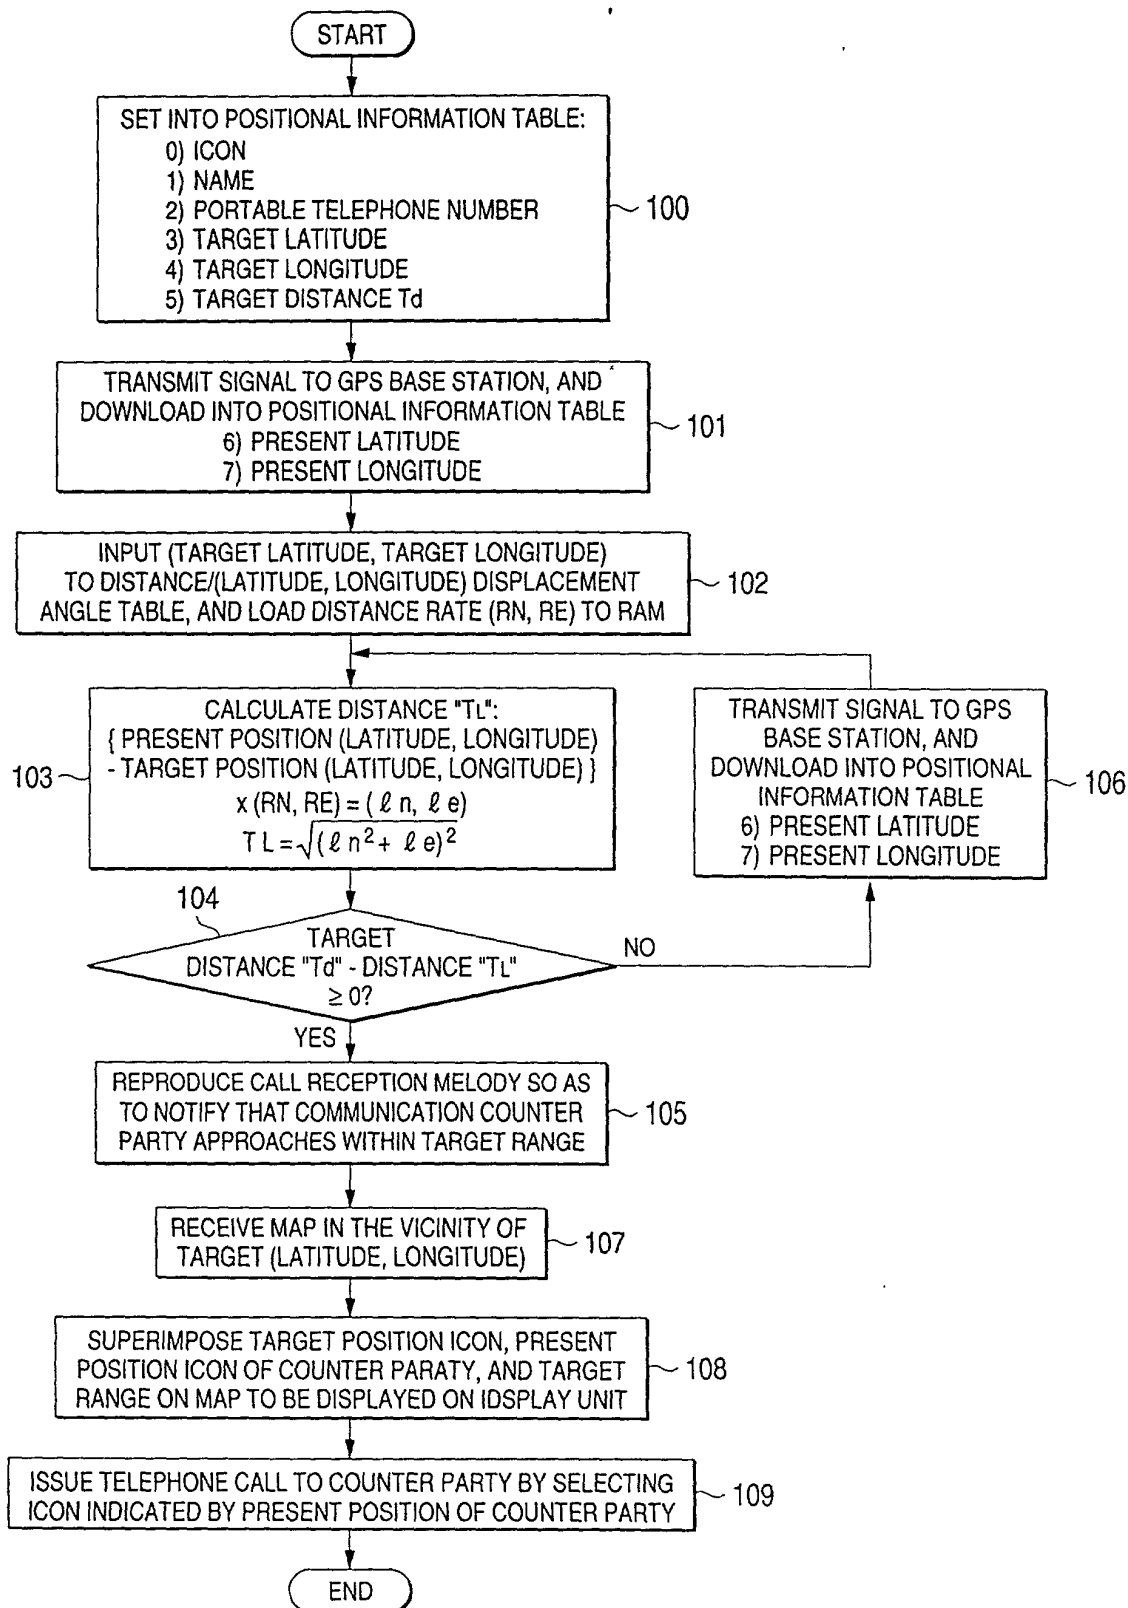 START
SET INTO POSITIONAL INFORMATION TABLE:
0) ICON
1) NAME
2) PORTABLE TELEPHONE NUMBER
3) TARGET LATITUDE
4) TARGET LONGITUDE
5) TARGET DISTANCE Td
100
TRANSMIT SIGNAL TO GPS BASE STATION, AND
DOWNLOAD INTO POSITIONAL INFORMATION TABLE
6) PRESENT LATITUDE
7) PRESENT LONGITUDE
101
INPUT (TARGET LATITUDE, TARGET LONGITUDE)
TO DISTANCE/(LATITUDE, LONGITUDE) DISPLACEMENT
ANGLE TABLE, AND LOAD DISTANCE RATE (RN, RE) TO RAM
102
CALCULATE DISTANCE "TL":
{ PRESENT POSITION (LATITUDE, LONGITUDE)
- TARGET POSITION (LATITUDE, LONGITUDE) }
x (RN, RE) = ( ℓ n, ℓ e)
T L = √( ℓ n² + ℓ e)²
103
TRANSMIT SIGNAL TO GPS
BASE STATION, AND
DOWNLOAD INTO POSITIONAL
INFORMATION TABLE
6) PRESENT LATITUDE
7) PRESENT LONGITUDE
106
104
TARGET
DISTANCE "Td" - DISTANCE "TL"
≥ 0?
NO
YES
REPRODUCE CALL RECEPTION MELODY SO AS
TO NOTIFY THAT COMMUNICATION COUNTER
PARTY APPROACHES WITHIN TARGET RANGE
105
RECEIVE MAP IN THE VICINITY OF
TARGET (LATITUDE, LONGITUDE)
107
SUPERIMPOSE TARGET POSITION ICON, PRESENT
POSITION ICON OF COUNTER PARATY, AND TARGET
RANGE ON MAP TO BE DISPLAYED ON IDSPLAY UNIT
108
ISSUE TELEPHONE CALL TO COUNTER PARTY BY SELECTING
ICON INDICATED BY PRESENT POSITION OF COUNTER PARTY
109
END